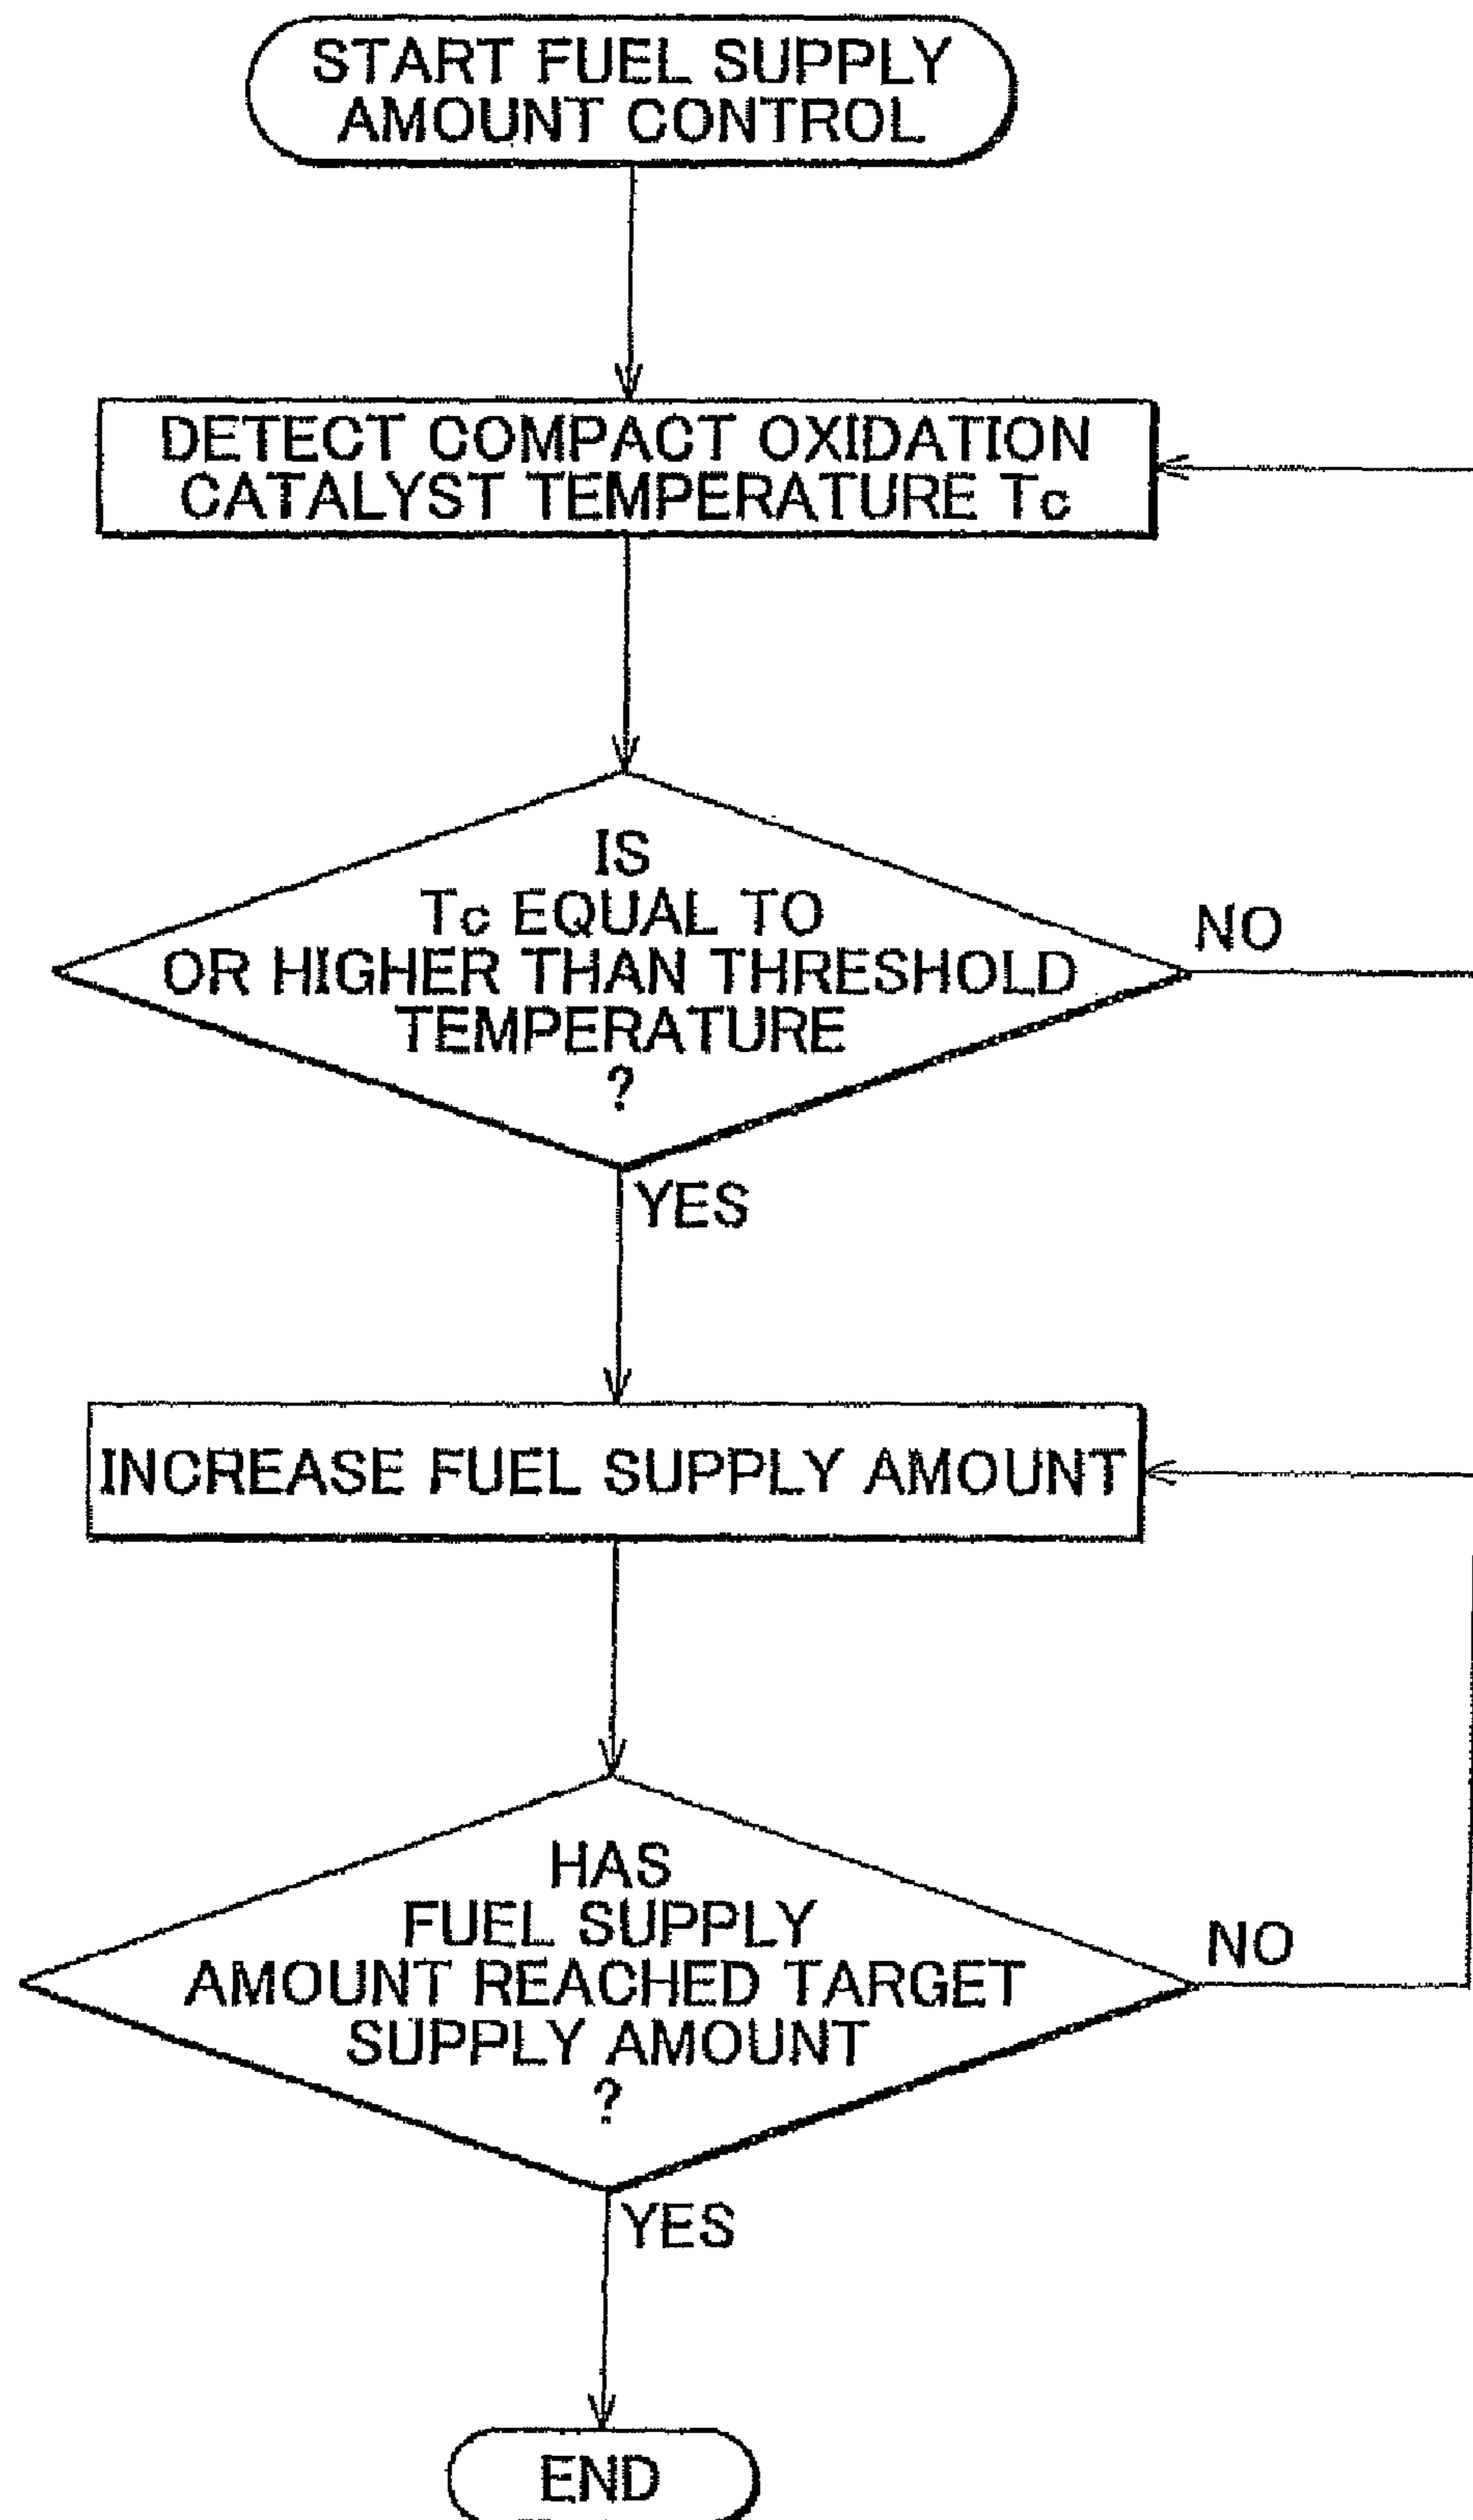 START FUEL SUPPLY
AMOUNT CONTROL
DETECT COMPACT OXIDATION
CATALYST TEMPERATURE Tc
IS
Tc EQUAL TO
OR HIGHER THAN THRESHOLD
TEMPERATURE
?
NO
YES
INCREASE FUEL SUPPLY AMOUNT
HAS
FUEL SUPPLY
AMOUNT REACHED TARGET
SUPPLY AMOUNT
?
NO
YES
END